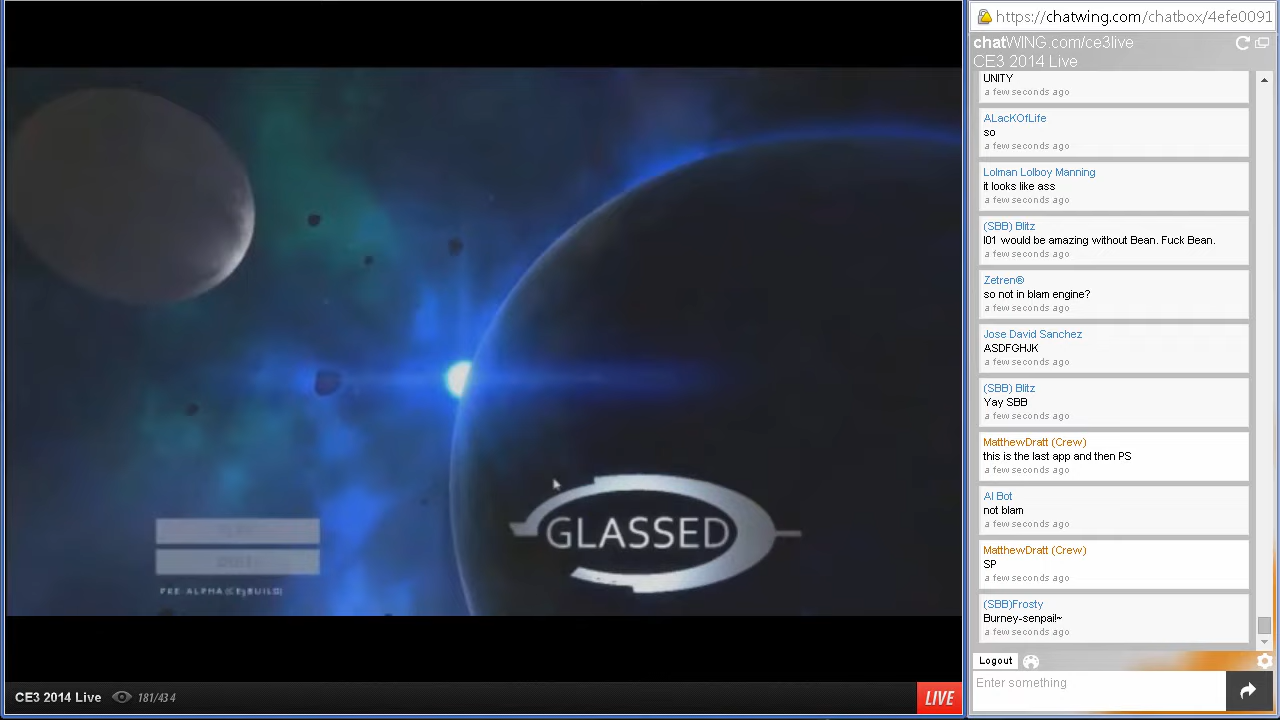 GLASSED
PRE ALPHA (CE3 BUILD)
CE3 2014 Live
181/434
LIVE
https://chatwing.com/chatbox/4efe0091
chatWING.com/ce3live
CE3 2014 Live
UNITY
a few seconds ago
ALacKOfLife
so
a few seconds ago
Lolman Lolboy Manning
it looks like ass
a few seconds ago
(SBB) Blitz
I01 would be amazing without Bean. Fuck Bean.
a few seconds ago
Zetren®
so not in blam engine?
a few seconds ago
Jose David Sanchez
ASDFGHJK
a few seconds ago
(SBB) Blitz
Yay SBB
a few seconds ago
MatthewDratt (Crew)
this is the last app and then PS
a few seconds ago
AI Bot
not blam
a few seconds ago
MatthewDratt (Crew)
SP
a few seconds ago
(SBB)Frosty
Burney-senpai!~
a few seconds ago
Logout
Enter something